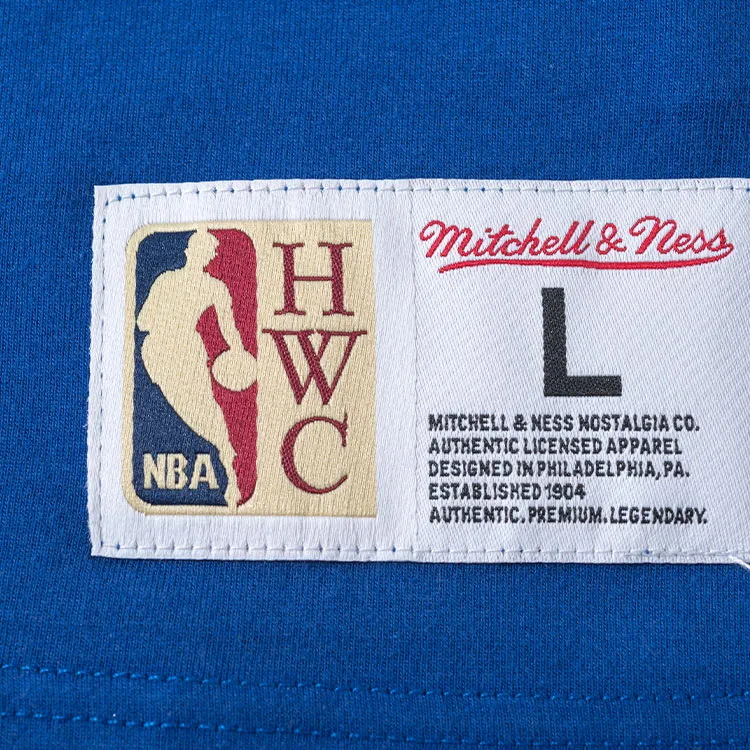 NBA
H
W
C
Mitchell & Ness
L
MITCHELL & NESS NOSTALGIA CO.
AUTHENTIC LICENSED APPAREL
DESIGNED IN PHILADELPHIA, PA.
ESTABLISHED 1904
AUTHENTIC. PREMIUM. LEGENDARY.